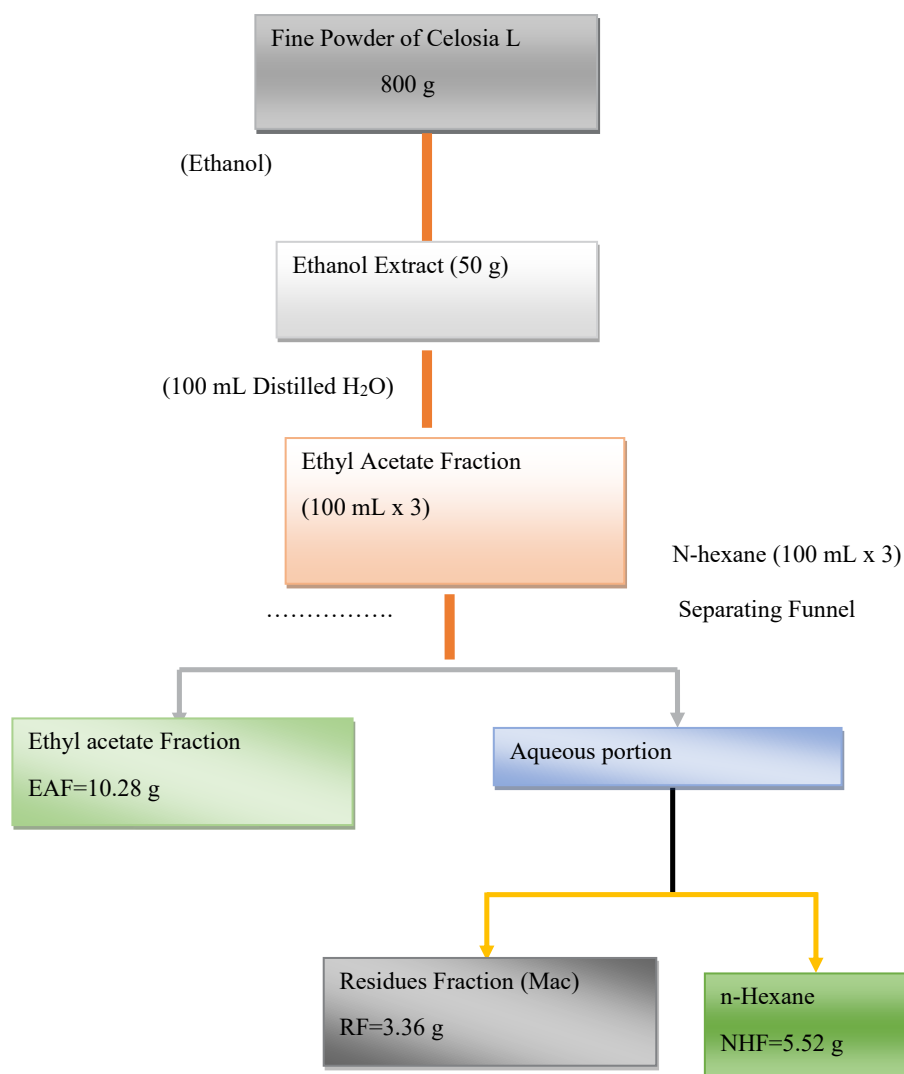 Fine Powder of Celosia L
800 g
(Ethanol)
Ethanol Extract (50 g)
(100 mL Distilled H₂O)
Ethyl Acetate Fraction
(100 mL x 3)
N-hexane (100 mL x 3)
…………….
Separating Funnel
Ethyl acetate Fraction
EAF=10.28 g
Aqueous portion
Residues Fraction (Mac)
RF=3.36 g
n-Hexane
NHF=5.52 g